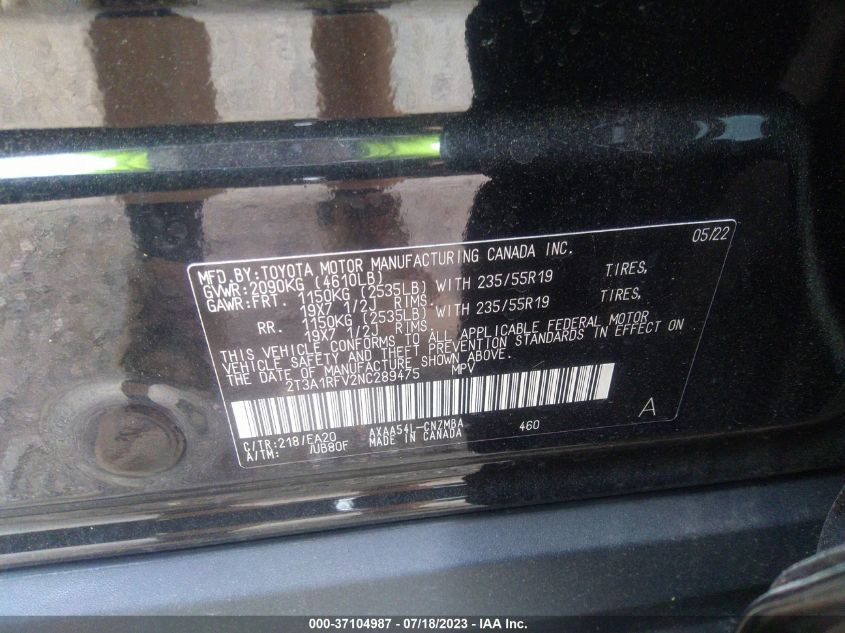 05/22
MFD.BY:TOYOTA MOTOR MANUFACTURING CANADA INC.
GVWR:2090KG (4610LB)
GAWR:FRT. 1150KG (2535LB) WITH 235/55R19 TIRES,
19X7 1/2J RIMS.
RR. 1150KG (2535LB) WITH 235/55R19 TIRES,
19X7 1/2J RIMS.
THIS VEHICLE CONFORMS TO ALL APPLICABLE FEDERAL MOTOR
VEHICLE SAFETY AND THEFT PREVENTION STANDARDS IN EFFECT ON
THE DATE OF MANUFACTURE SHOWN ABOVE.
2T3A1RFV2NC289475 MPV
A
C/TR:218/EA20 AXAA54L-CNZMBA 460
A/TM: /UB80F MADE IN CANADA
000-37104987 - 07/18/2023 - IAA Inc.